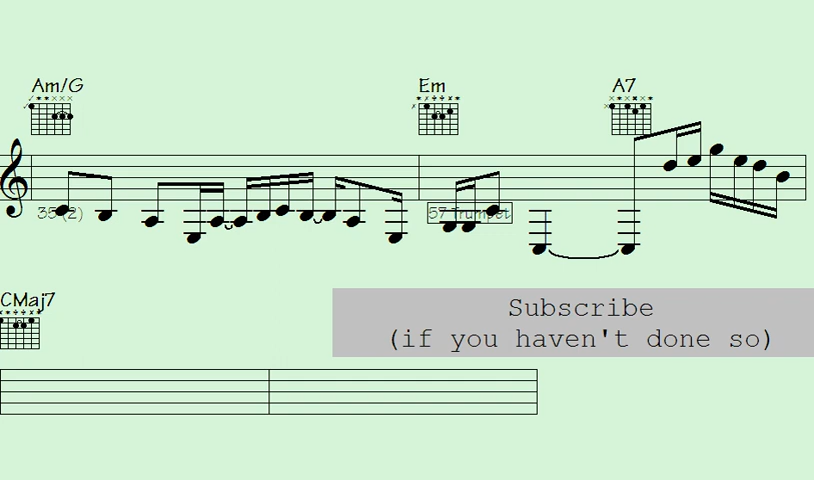 Am/G Em A7
35 (2) 57 Trumpet
CMaj7
Subscribe
(if you haven't done so)